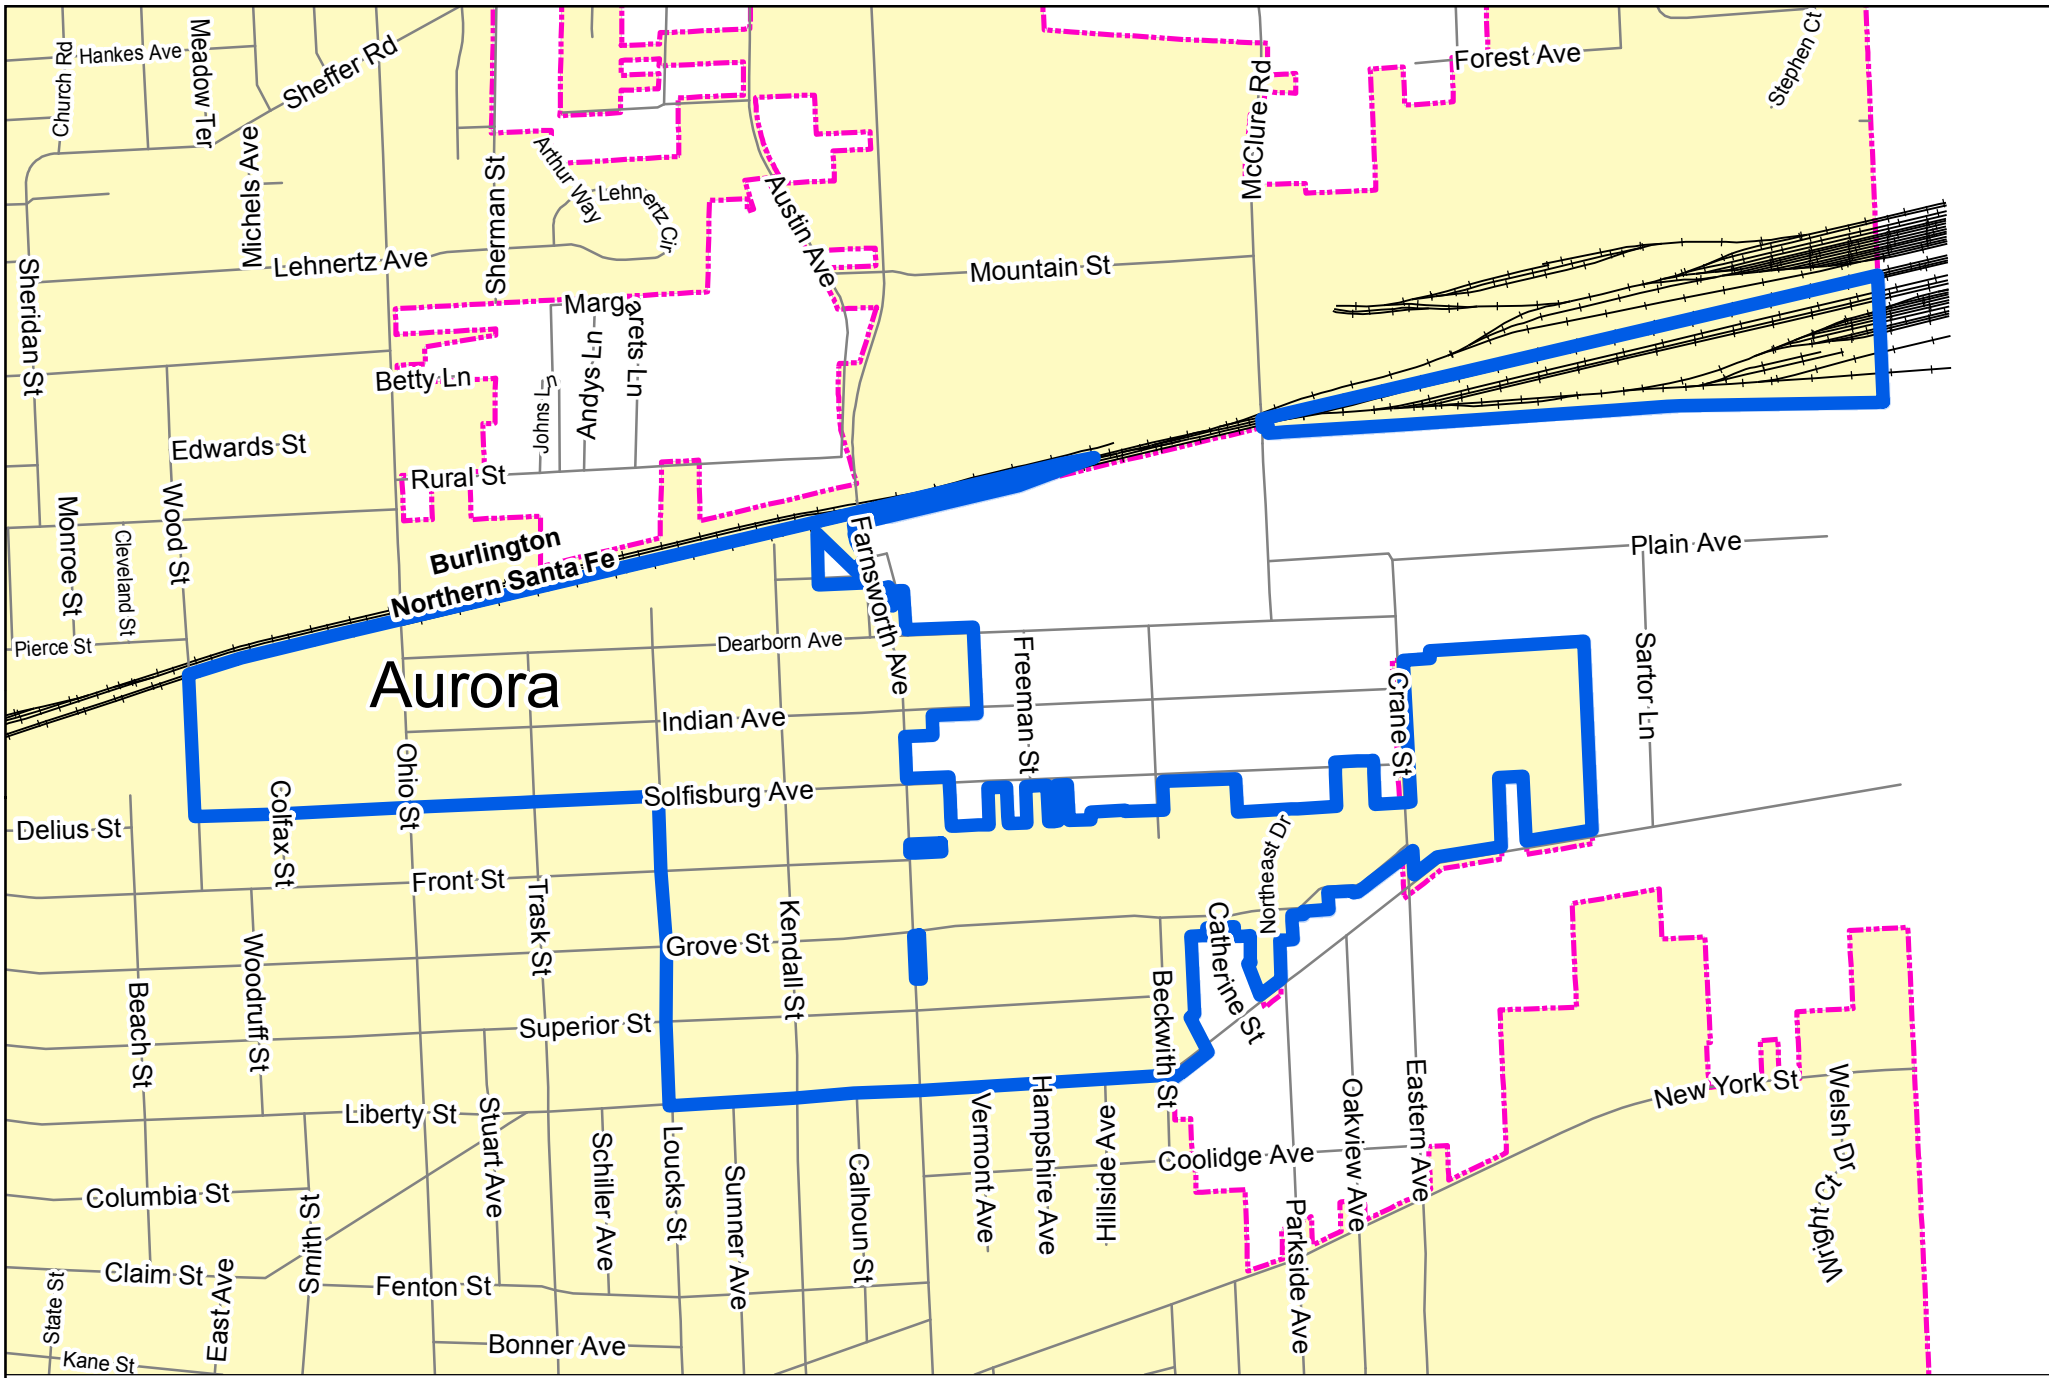 Church Rd
Hankes Ave
Meadow Ter
Sheffer Rd
Michels Ave
Sherman St
Arthur Way
Lehnertz Cir
Austin Ave
McClure Rd
Forest Ave
Stephen Ct
Sheridan St
Lehnertz Ave
Mountain St
Margarets Ln
Betty Ln
Johns Ln
Andys Ln
Edwards St
Rural St
Monroe St
Cleveland St
Wood St
Burlington
Northern Santa Fe
Farnsworth Ave
Plain Ave
Pierce St
Dearborn Ave
Aurora
Freeman St
Sartor Ln
Crane St
Indian Ave
Ohio St
Colfax St
Solfisburg Ave
Delius St
Northeast Dr
Front St
Trask St
Kendall St
Catherine St
Woodruff St
Grove St
Beach St
Superior St
Beckwith St
Oakview Ave
Eastern Ave
New York St
Welsh Dr
Wright Ct
Liberty St
Stuart Ave
Schiller Ave
Loucks St
Sumner Ave
Calhoun St
Vermont Ave
Hampshire Ave
Hillside Ave
Coolidge Ave
Parkside Ave
Columbia St
Smith St
Claim St
State St
East Ave
Fenton St
Bonner Ave
Kane St